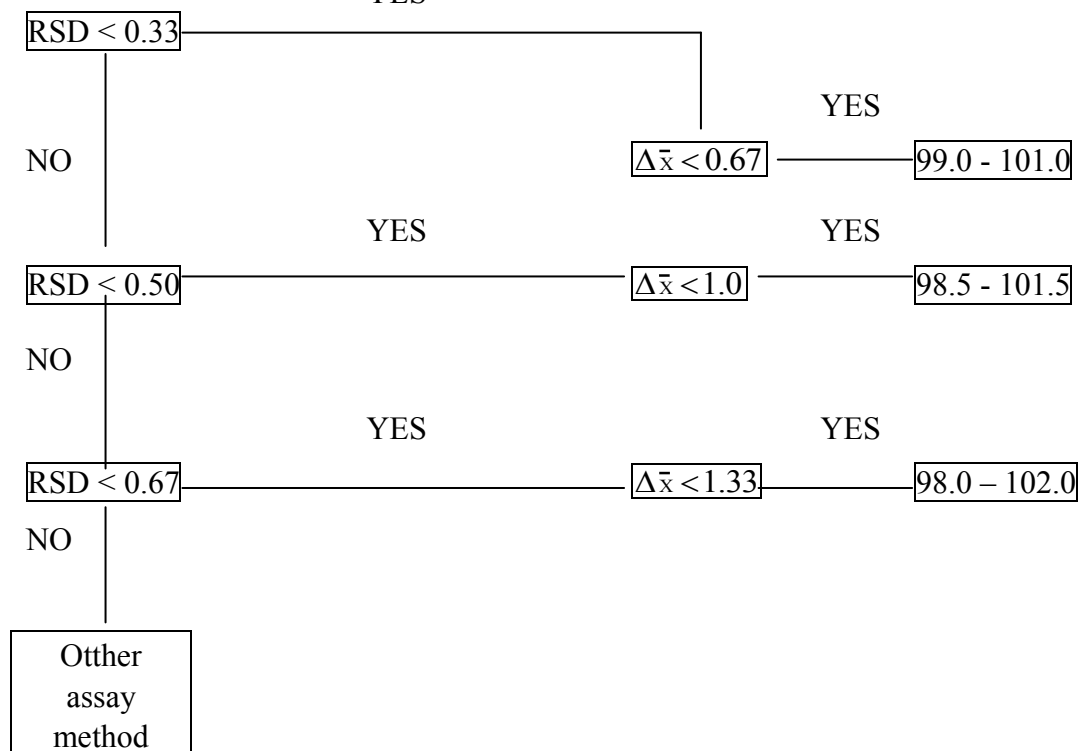 YES
RSD < 0.33
YES
NO
Δx̄ < 0.67
99.0 - 101.0
YES
YES
RSD < 0.50
Δx̄ < 1.0
98.5 - 101.5
NO
YES
YES
RSD < 0.67
Δx̄ < 1.33
98.0 – 102.0
NO
Otther
assay
method